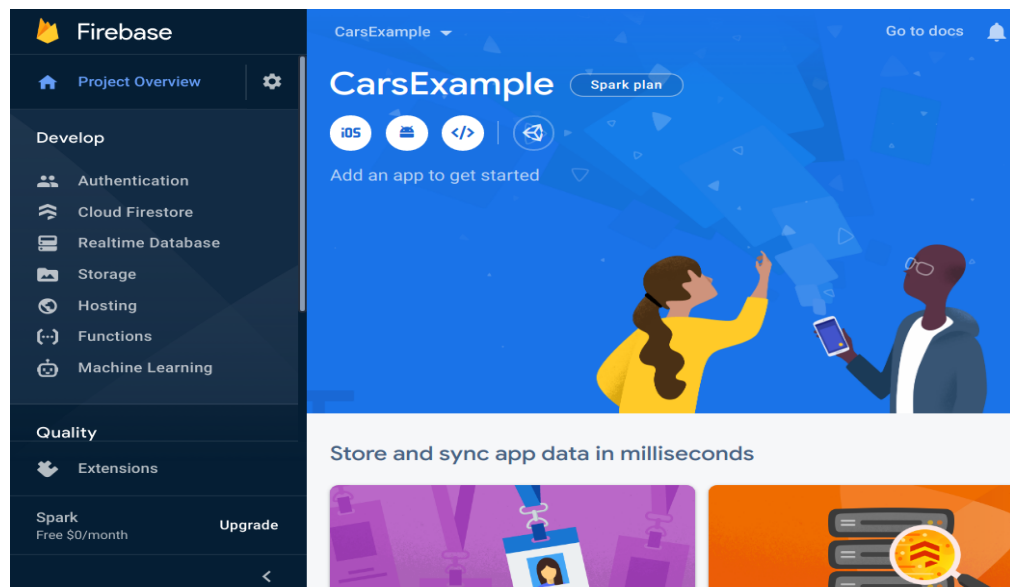 Firebase
Project Overview
Develop
Authentication
Cloud Firestore
Realtime Database
Storage
Hosting
Functions
Machine Learning
Quality
Extensions
Spark
Free $0/month
Upgrade
CarsExample
Go to docs
CarsExample
Spark plan
iOS
Add an app to get started
Store and sync app data in milliseconds